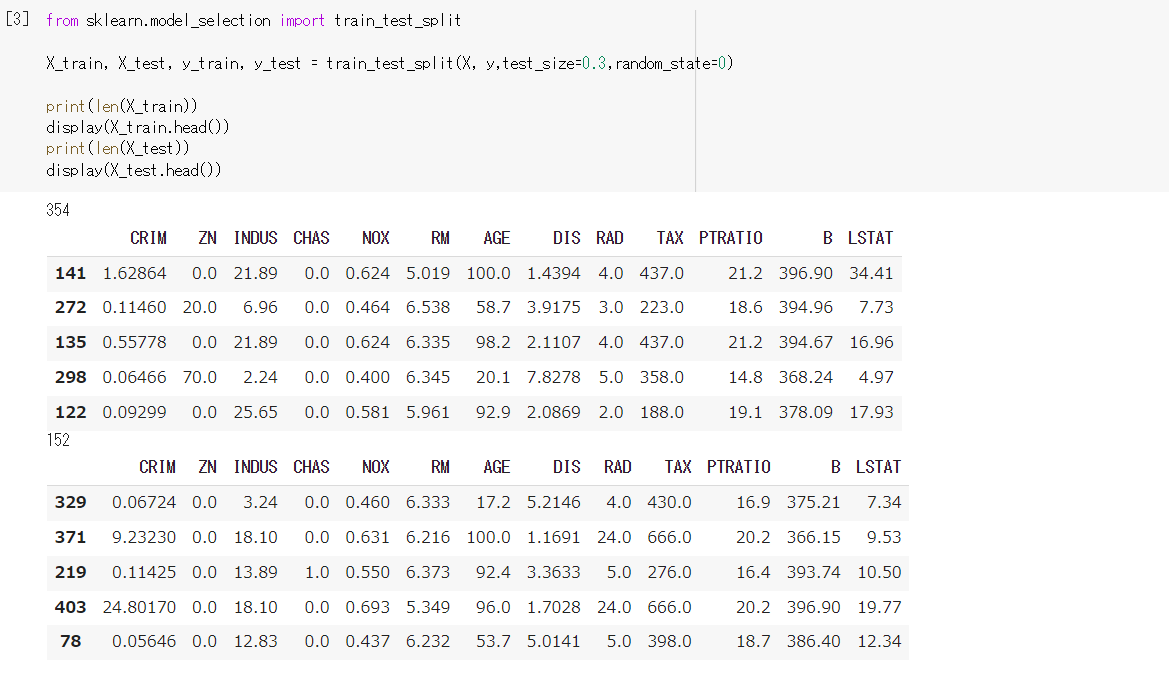 [3] from sklearn.model_selection import train_test_split
X_train, X_test, y_train, y_test = train_test_split(X, y,test_size=0.3,random_state=0)
print(len(X_train))
display(X_train.head())
print(len(X_test))
display(X_test.head())
354
CRIM ZN INDUS CHAS NOX RM AGE DIS RAD TAX PTRATIO B LSTAT
141 1.62864 0.0 21.89 0.0 0.624 5.019 100.0 1.4394 4.0 437.0 21.2 396.90 34.41
272 0.11460 20.0 6.96 0.0 0.464 6.538 58.7 3.9175 3.0 223.0 18.6 394.96 7.73
135 0.55778 0.0 21.89 0.0 0.624 6.335 98.2 2.1107 4.0 437.0 21.2 394.67 16.96
298 0.06466 70.0 2.24 0.0 0.400 6.345 20.1 7.8278 5.0 358.0 14.8 368.24 4.97
122 0.09299 0.0 25.65 0.0 0.581 5.961 92.9 2.0869 2.0 188.0 19.1 378.09 17.93
152
CRIM ZN INDUS CHAS NOX RM AGE DIS RAD TAX PTRATIO B LSTAT
329 0.06724 0.0 3.24 0.0 0.460 6.333 17.2 5.2146 4.0 430.0 16.9 375.21 7.34
371 9.23230 0.0 18.10 0.0 0.631 6.216 100.0 1.1691 24.0 666.0 20.2 366.15 9.53
219 0.11425 0.0 13.89 1.0 0.550 6.373 92.4 3.3633 5.0 276.0 16.4 393.74 10.50
403 24.80170 0.0 18.10 0.0 0.693 5.349 96.0 1.7028 24.0 666.0 20.2 396.90 19.77
78 0.05646 0.0 12.83 0.0 0.437 6.232 53.7 5.0141 5.0 398.0 18.7 386.40 12.34